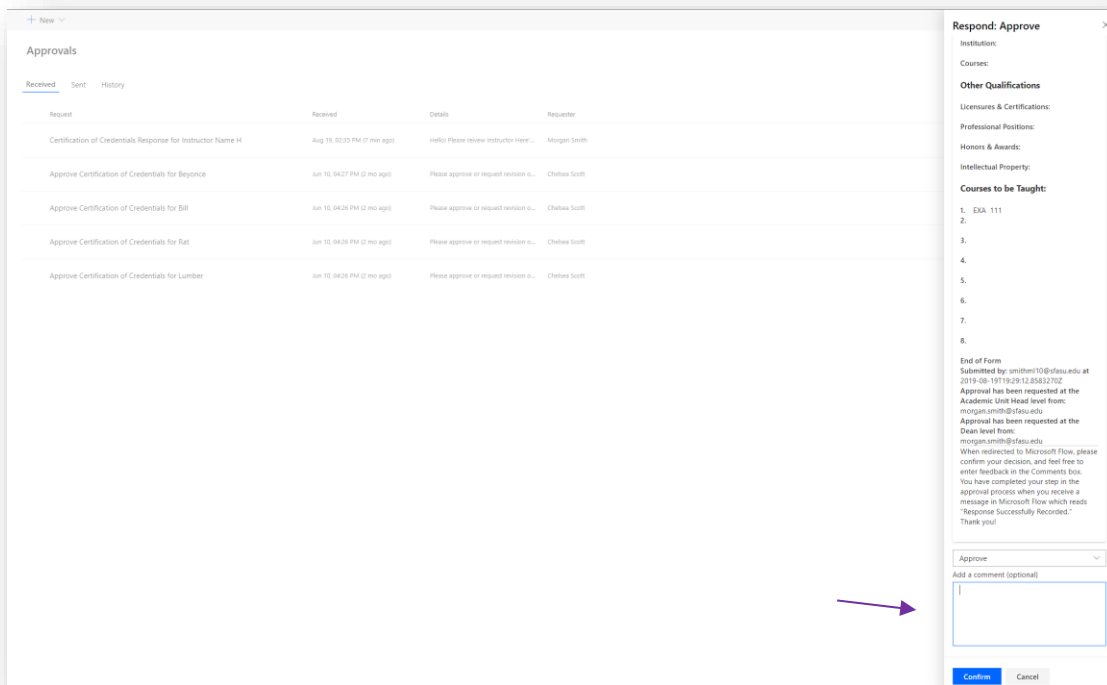 New
Approvals
Received Sent History
Request Received Details Requester
Certification of Credentials Response for Instructor Name H Aug 19, 02:35 PM (7 min ago) Hello! Please reivew Instructor Here'... Morgan Smith
Approve Certification of Credentials for Beyonce Jun 10, 04:27 PM (2 mo ago) Please approve or request revision o... Chelsea Scott
Approve Certification of Credentials for Bill Jun 10, 04:26 PM (2 mo ago) Please approve or request revision o... Chelsea Scott
Approve Certification of Credentials for Rat Jun 10, 04:26 PM (2 mo ago) Please approve or request revision o... Chelsea Scott
Approve Certification of Credentials for Lumber Jun 10, 04:26 PM (2 mo ago) Please approve or request revision o... Chelsea Scott
Respond: Approve
Institution:
Courses:
Other Qualifications
Licensures & Certifications:
Professional Positions:
Honors & Awards:
Intellectual Property:
Courses to be Taught:
1. EXA 111
2.
3.
4.
5.
6.
7.
8.
End of Form
Submitted by: smithml10@sfasu.edu at
2019-08-19T19:29:12.8583270Z
Approval has been requested at the
Academic Unit Head level from:
morgan.smith@sfasu.edu
Approval has been requested at the
Dean level from:
morgan.smith@sfasu.edu
When redirected to Microsoft Flow, please
confirm your decision, and feel free to
enter feedback in the Comments box.
You have completed your step in the
approval process when you receive a
message in Microsoft Flow which reads
"Response Successfully Recorded."
Thank you!
Approve
Add a comment (optional)
Confirm Cancel